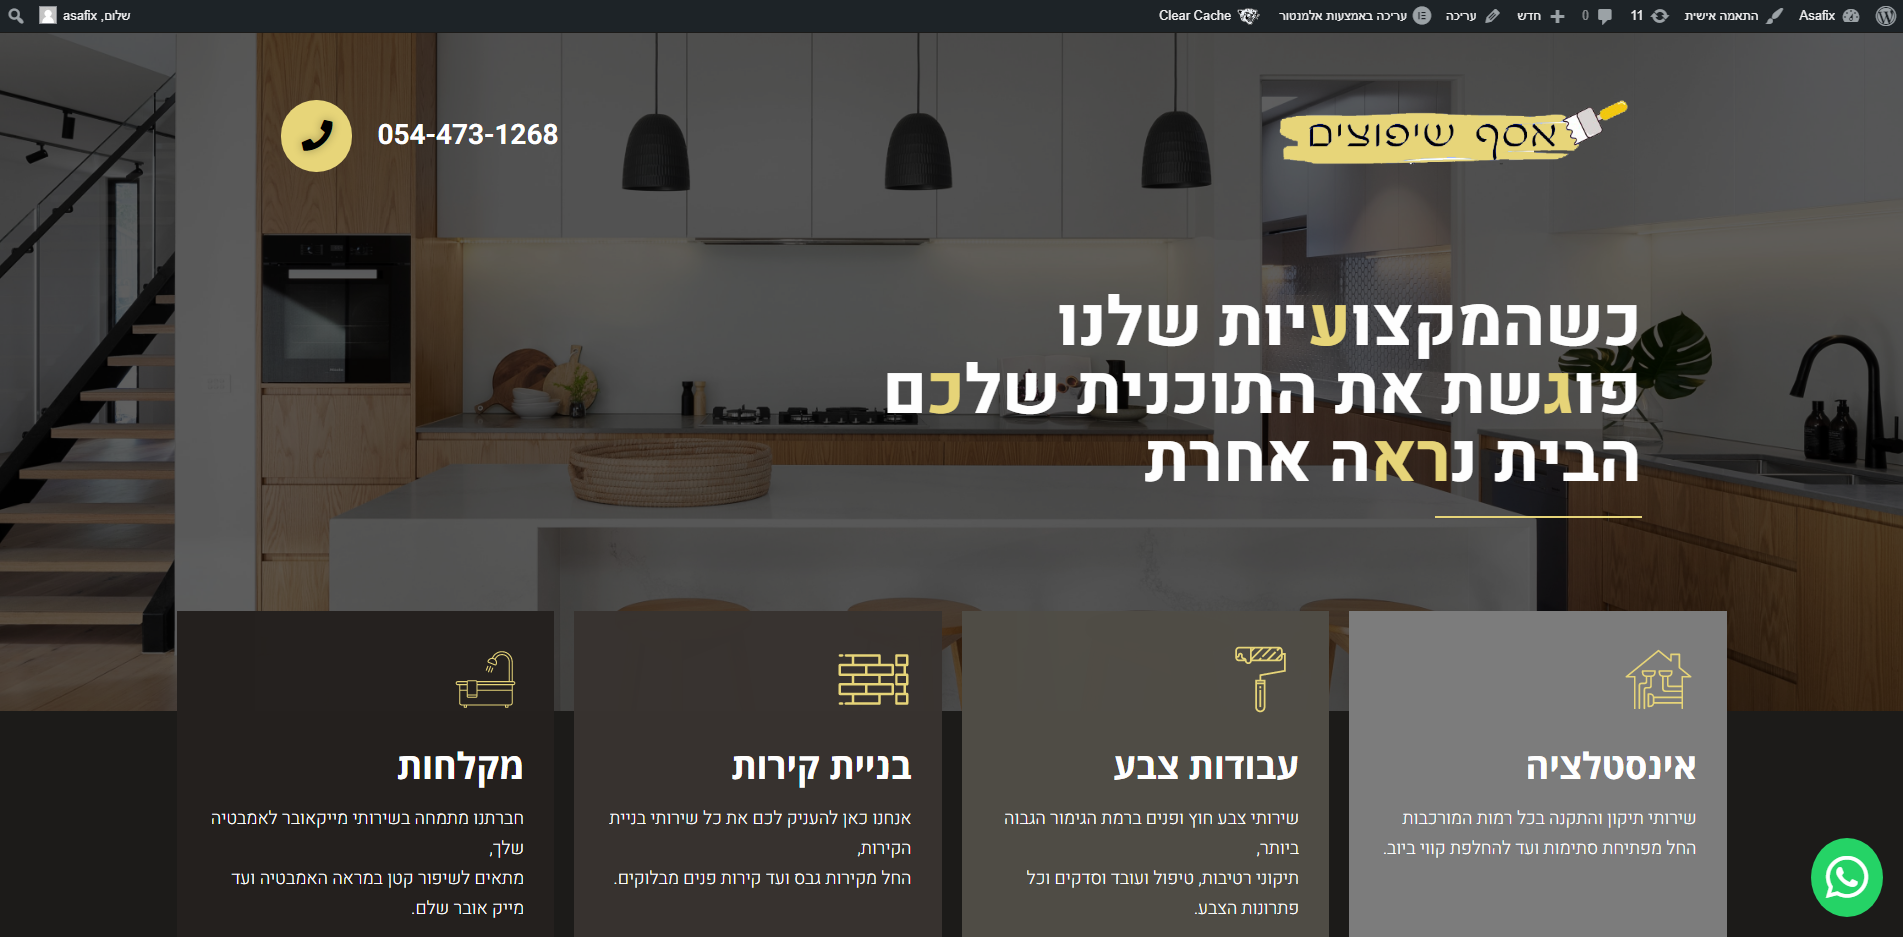 Asafix
התאמה אישית
11
0
חדש
עריכה
עריכה באמצעות אלמנטור
Clear Cache
שלום, asafix
אסף שיפוצים
054-473-1268
כשהמקצועיות שלנו
פוגשת את התוכנית שלכם
הבית נראה אחרת
אינסטלציה
שירותי תיקון והתקנה בכל רמות המורכבות
החל מפתיחת סתימות ועד להחלפת קווי ביוב.
עבודות צבע
שירותי צבע חוץ ופנים ברמת הגימור הגבוה
ביותר,
תיקוני רטיבות, טיפול ועובד וסדקים וכל
פתרונות הצבע.
בניית קירות
אנחנו כאן להעניק לכם את כל שירותי בניית
הקירות,
החל מקירות גבס ועד קירות פנים מבלוקים.
מקלחות
חברתנו מתמחה בשירותי מייקאובר לאמבטיה
שלך,
מתאים לשיפור קטן במראה האמבטיה ועד
מייק אובר שלם.